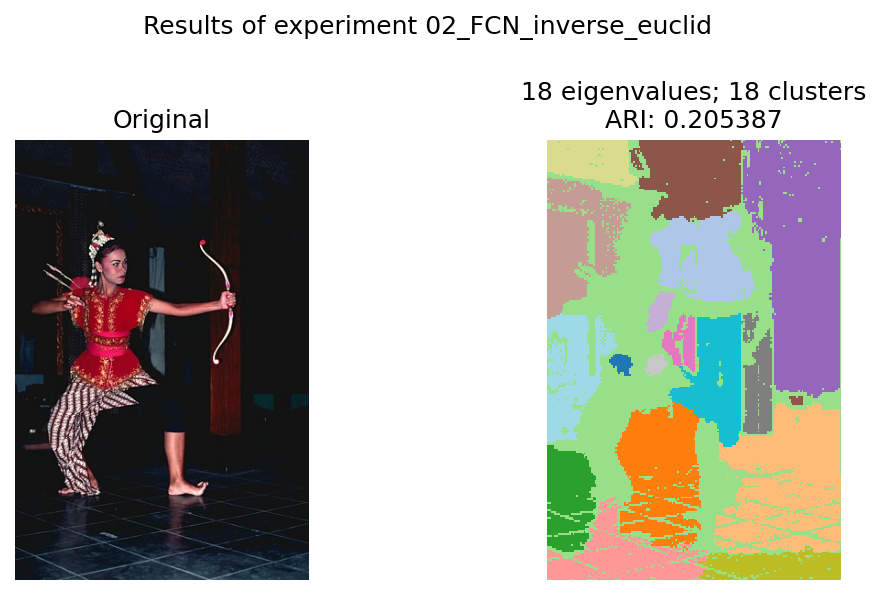 Results of experiment 02_FCN_inverse_euclid
Original
18 eigenvalues; 18 clusters
ARI: 0.205387